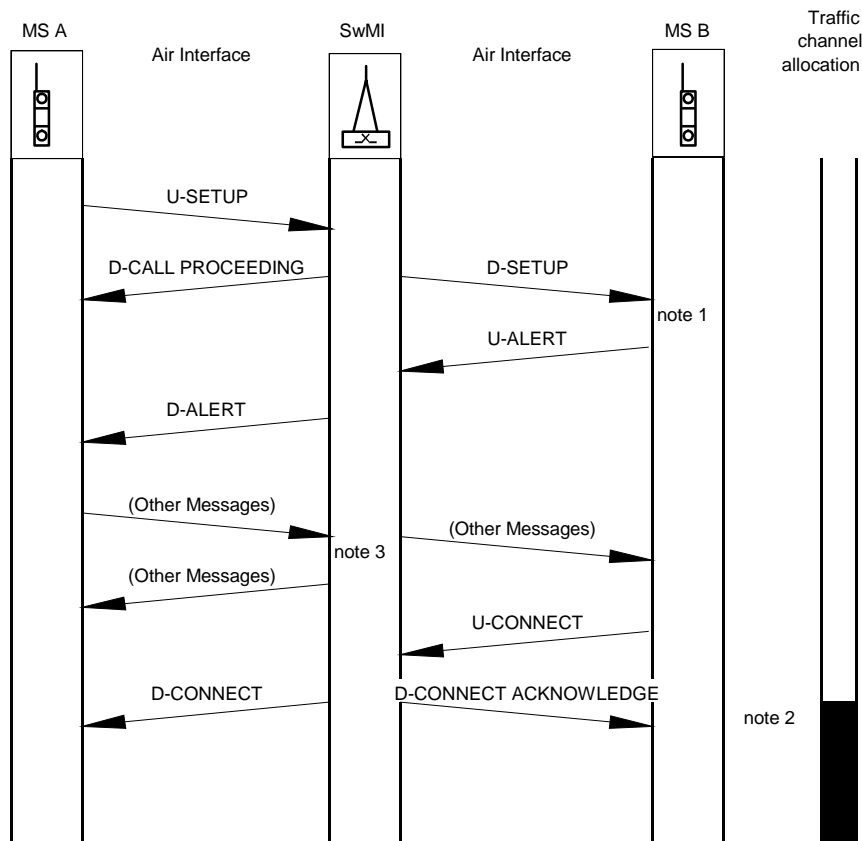 Traffic
channel
allocation
MS A
SwMI
MS B
Air Interface
Air Interface
U-SETUP
D-CALL PROCEEDING
D-SETUP
note 1
U-ALERT
D-ALERT
(Other Messages)
(Other Messages)
note 3
(Other Messages)
U-CONNECT
D-CONNECT
D-CONNECT ACKNOWLEDGE
note 2